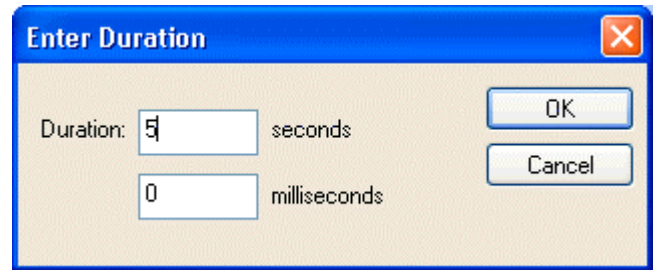 Enter Duration
Duration: 5 seconds
OK
0 milliseconds
Cancel